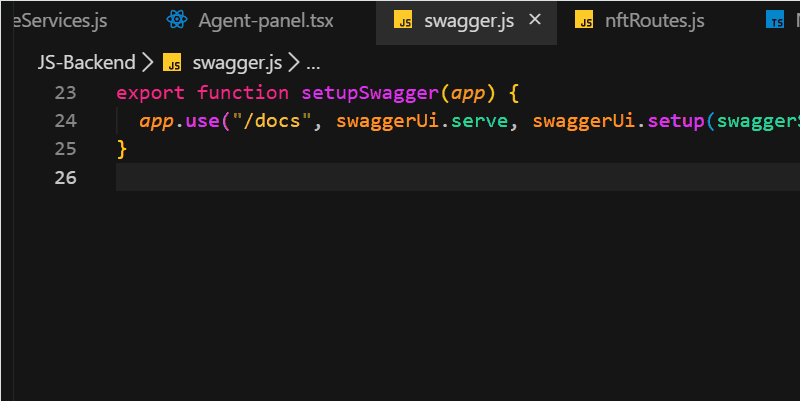 eServices.js Agent-panel.tsx JS swagger.js × JS nftRoutes.js TS
JS-Backend > JS swagger.js > ...
23 export function setupSwagger(app) {
24 app.use("/docs", swaggerUi.serve, swaggerUi.setup(swaggerS
25 }
26